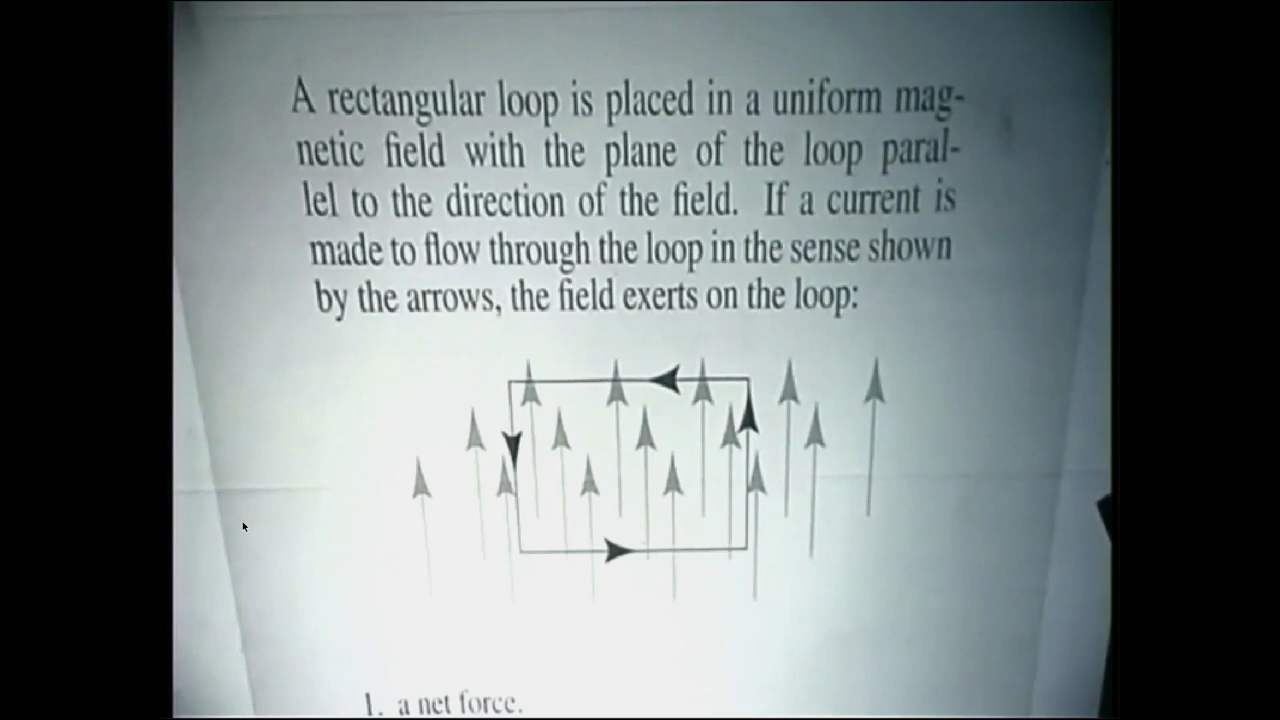 A rectangular loop is placed in a uniform mag-
netic field with the plane of the loop paral-
lel to the direction of the field. If a current is
made to flow through the loop in the sense shown
by the arrows, the field exerts on the loop:
1. a net force.